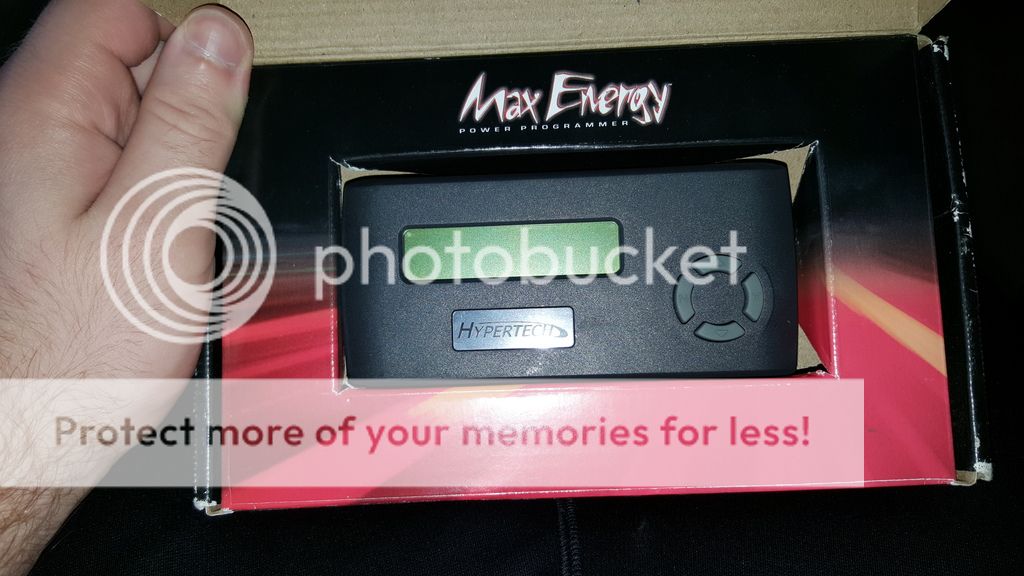 Max Energy
POWER PROGRAMMER
photobucket
HYPERTECH
Protect more of your memories for less!